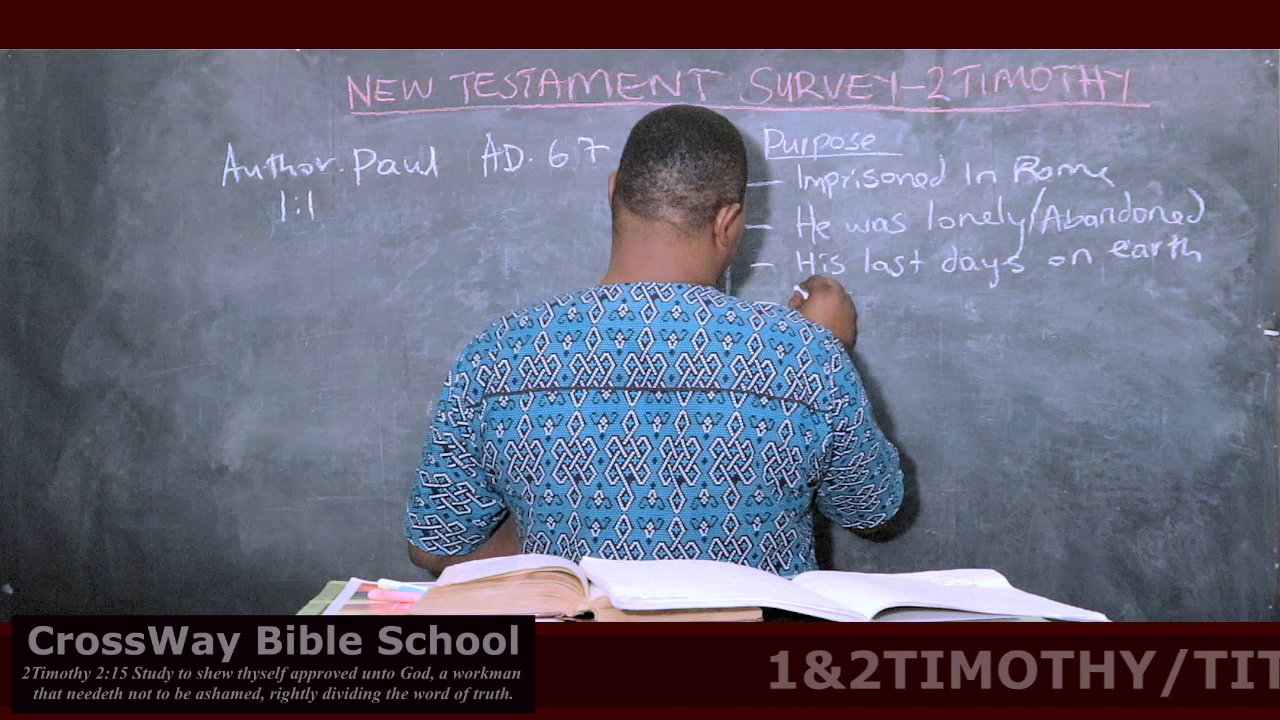 NEW TESTAMENT SURVEY-2TIMOTHY
Author. Paul AD. 67
1:1
Purpose
- Imprisoned In Rome
- He was lonely/Abandoned
- His last days on earth
CrossWay Bible School
2Timothy 2:15 Study to shew thyself approved unto God, a workman
that needeth not to be ashamed, rightly dividing the word of truth.
1&2TIMOTHY/TIT